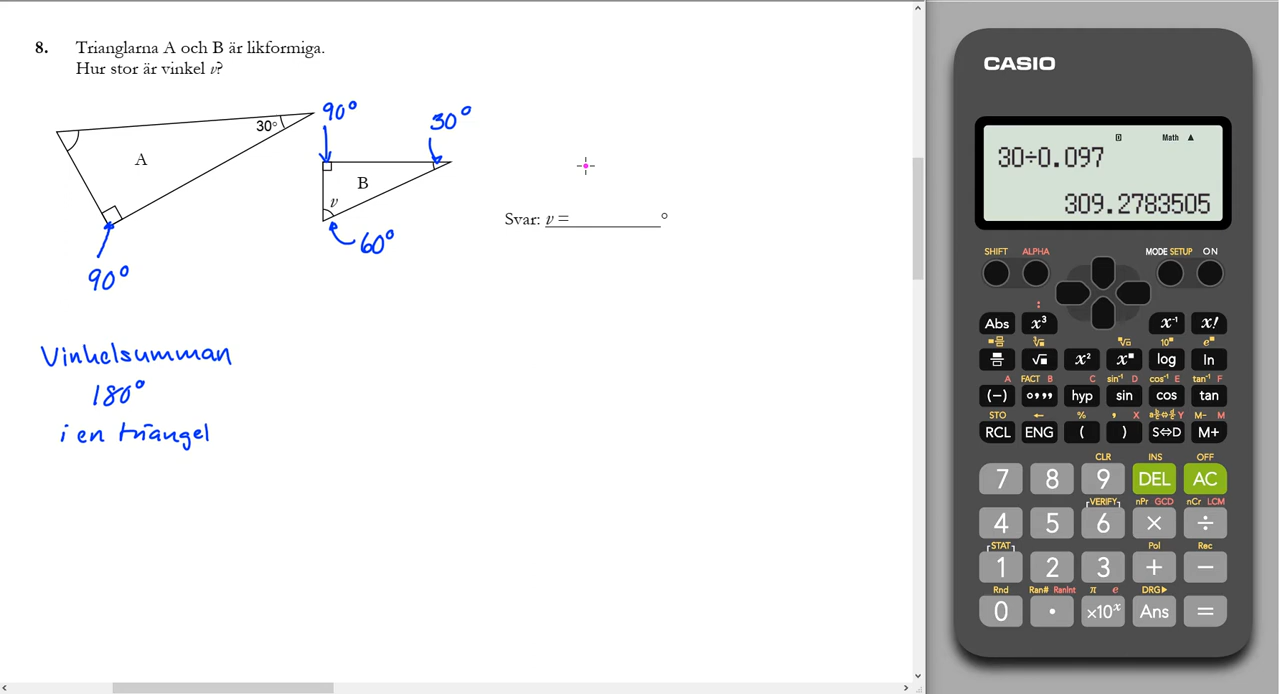 8. Trianglarna A och B är likformiga.
Hur stor är vinkel v?
90°
30°
30°
A
B
v
Svar: v = ____________ °
60°
90°
Vinkelsumman
180°
i en triangel
CASIO
D Math ▲
30÷0.097
309.2783505
SHIFT ALPHA MODE SETUP ON
:
Abs x³ x⁻¹ x!
∛■ ■√□ 10■ e■
√■ x² x■ log ln
A FACT B C sin⁻¹ D cos⁻¹ E tan⁻¹ F
(−) °,,, hyp sin cos tan
STO ← % , X a b/c⇔d/c Y M− M
RCL ENG ( ) S⇔D M+
CLR INS OFF
7 8 9 DEL AC
VERIFY nPr GCD nCr LCM
4 5 6 × ÷
STAT Pol Rec
1 2 3 + −
Rnd Ran# RanInt π e DRG▶
0 . ×10ˣ Ans =